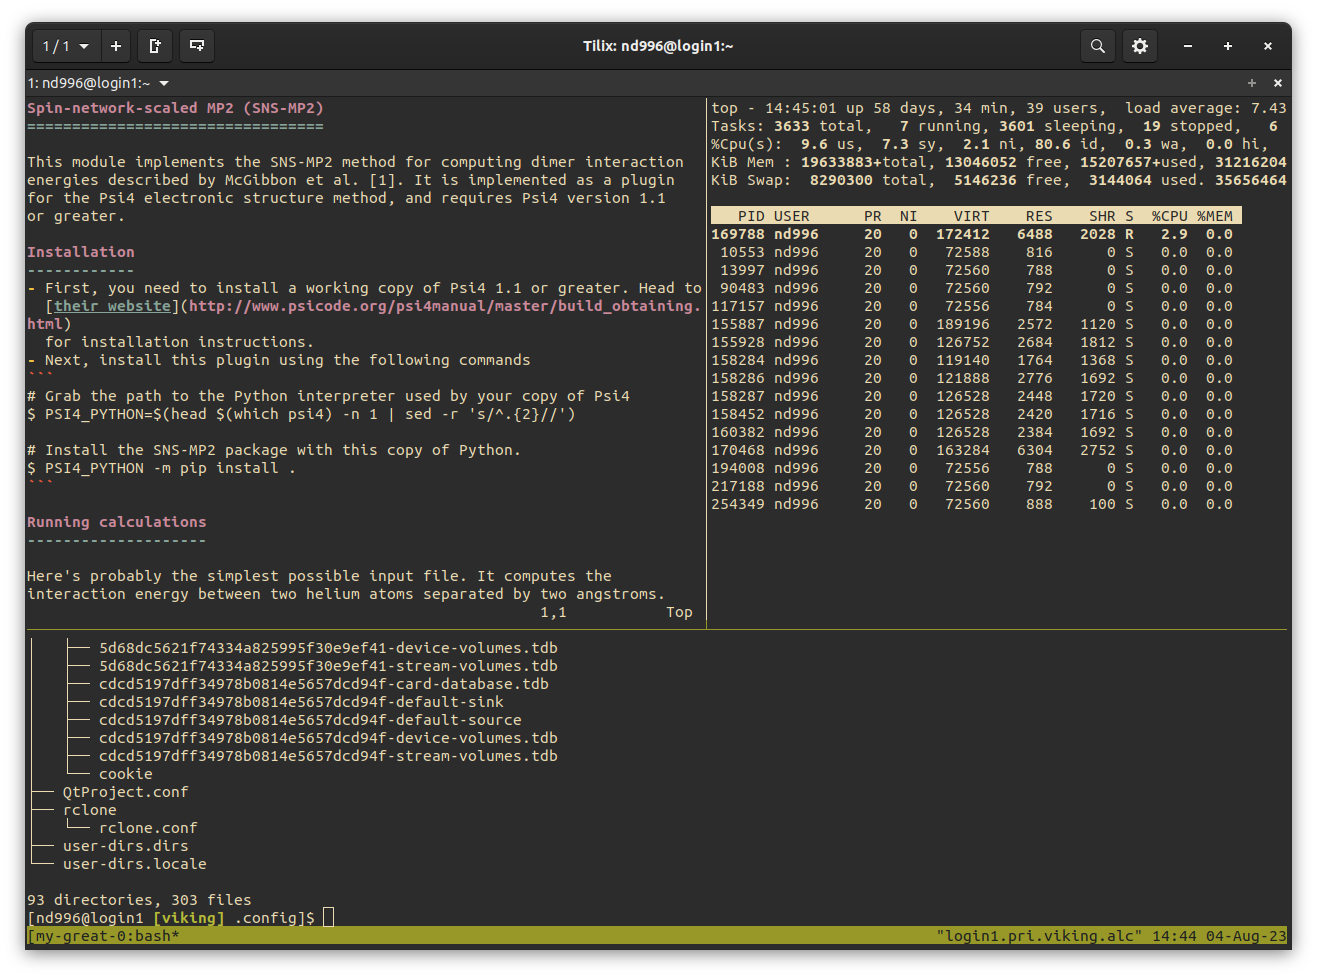 1 / 1
Tilix: nd996@login1:~
1: nd996@login1:~
Spin-network-scaled MP2 (SNS-MP2)
=================================
This module implements the SNS-MP2 method for computing dimer interaction
energies described by McGibbon et al. [1]. It is implemented as a plugin
for the Psi4 electronic structure method, and requires Psi4 version 1.1
or greater.
Installation
------------
- First, you need to install a working copy of Psi4 1.1 or greater. Head to
[their website](http://www.psicode.org/psi4manual/master/build_obtaining.
html)
for installation instructions.
- Next, install this plugin using the following commands
```
# Grab the path to the Python interpreter used by your copy of Psi4
$ PSI4_PYTHON=$(head $(which psi4) -n 1 | sed -r 's/^.{2}//')
# Install the SNS-MP2 package with this copy of Python.
$ PSI4_PYTHON -m pip install .
```
Running calculations
--------------------
Here's probably the simplest possible input file. It computes the
interaction energy between two helium atoms separated by two angstroms.
1,1 Top
top - 14:45:01 up 58 days, 34 min, 39 users, load average: 7.43
Tasks: 3633 total, 7 running, 3601 sleeping, 19 stopped, 6
%Cpu(s): 9.6 us, 7.3 sy, 2.1 ni, 80.6 id, 0.3 wa, 0.0 hi,
KiB Mem : 19633883+total, 13046052 free, 15207657+used, 31216204
KiB Swap: 8290300 total, 5146236 free, 3144064 used. 35656464
PID USER PR NI VIRT RES SHR S %CPU %MEM
169788 nd996 20 0 172412 6488 2028 R 2.9 0.0
10553 nd996 20 0 72588 816 0 S 0.0 0.0
13997 nd996 20 0 72560 788 0 S 0.0 0.0
90483 nd996 20 0 72560 792 0 S 0.0 0.0
117157 nd996 20 0 72556 784 0 S 0.0 0.0
155887 nd996 20 0 189196 2572 1120 S 0.0 0.0
155928 nd996 20 0 126752 2684 1812 S 0.0 0.0
158284 nd996 20 0 119140 1764 1368 S 0.0 0.0
158286 nd996 20 0 121888 2776 1692 S 0.0 0.0
158287 nd996 20 0 126528 2448 1720 S 0.0 0.0
158452 nd996 20 0 126528 2420 1716 S 0.0 0.0
160382 nd996 20 0 126528 2384 1692 S 0.0 0.0
170468 nd996 20 0 163284 6304 2752 S 0.0 0.0
194008 nd996 20 0 72556 788 0 S 0.0 0.0
217188 nd996 20 0 72560 792 0 S 0.0 0.0
254349 nd996 20 0 72560 888 100 S 0.0 0.0
5d68dc5621f74334a825995f30e9ef41-device-volumes.tdb
5d68dc5621f74334a825995f30e9ef41-stream-volumes.tdb
cdcd5197dff34978b0814e5657dcd94f-card-database.tdb
cdcd5197dff34978b0814e5657dcd94f-default-sink
cdcd5197dff34978b0814e5657dcd94f-default-source
cdcd5197dff34978b0814e5657dcd94f-device-volumes.tdb
cdcd5197dff34978b0814e5657dcd94f-stream-volumes.tdb
cookie
QtProject.conf
rclone
rclone.conf
user-dirs.dirs
user-dirs.locale
93 directories, 303 files
[nd996@login1 [viking] .config]$
[my-great-0:bash* "login1.pri.viking.alc" 14:44 04-Aug-23